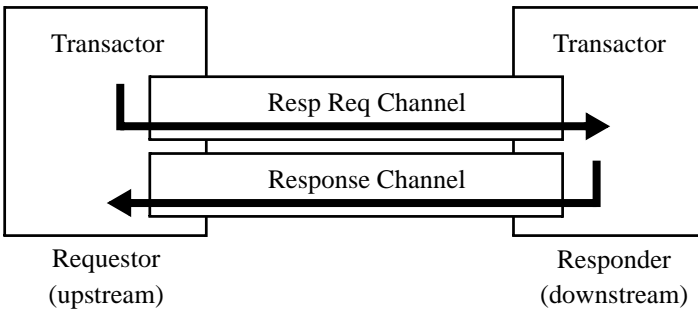 Transactor
Transactor
Resp Req Channel
Response Channel
Requestor
(upstream)
Responder
(downstream)